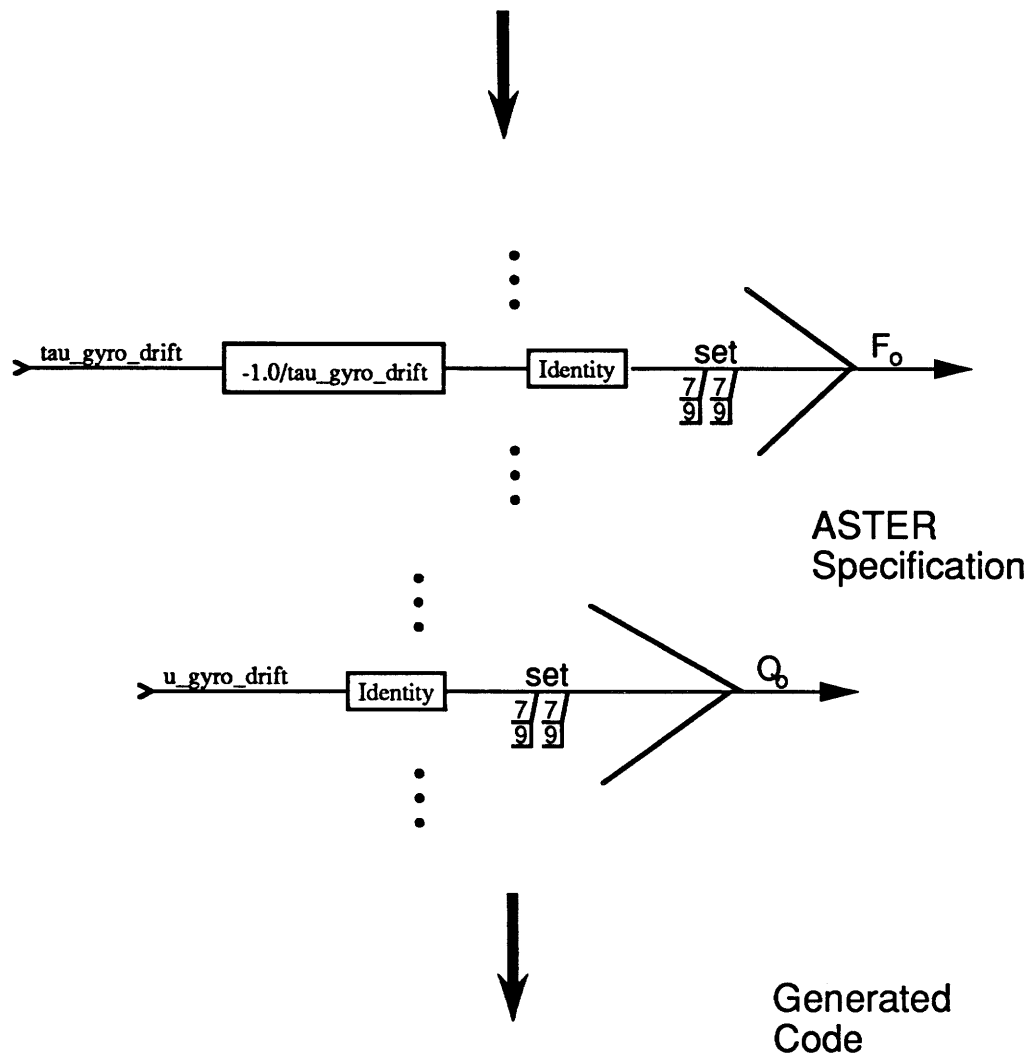 tau_gyro_drift
-1.0/tau_gyro_drift
Identity
set
7 7
9 9
Fo
ASTER
Specification
u_gyro_drift
Identity
set
7 7
9 9
Qo
Generated
Code